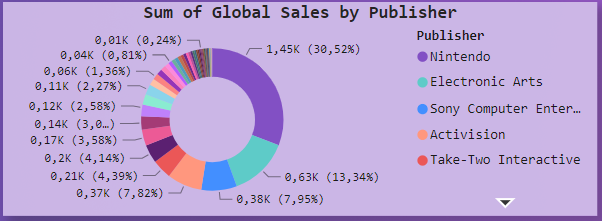 Sum of Global Sales by Publisher
0,01K (0,24%)
0,04K (0,81%)
0,06K (1,36%)
0,11K (2,27%)
0,12K (2,58%)
0,14K (3,0…)
0,17K (3,58%)
0,2K (4,14%)
0,21K (4,39%)
0,37K (7,82%)
1,45K (30,52%)
0,63K (13,34%)
0,38K (7,95%)
Publisher
Nintendo
Electronic Arts
Sony Computer Enter…
Activision
Take-Two Interactive